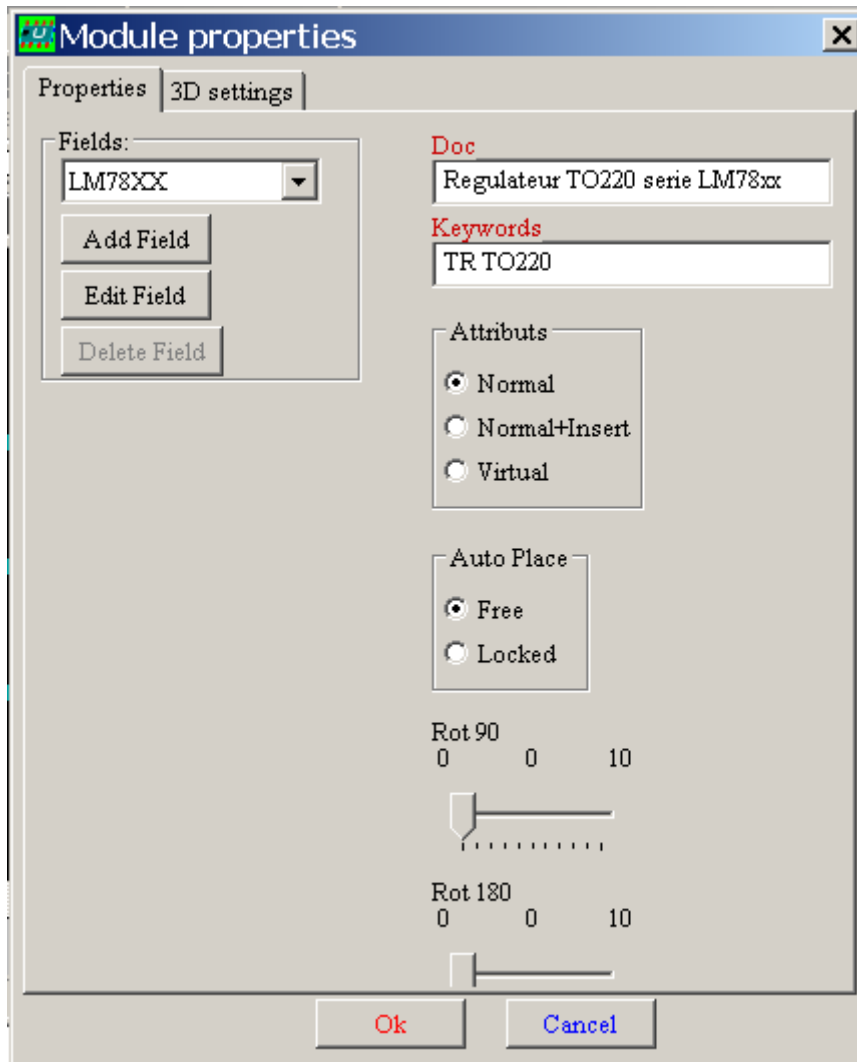 Module properties
Properties
3D settings
Fields:
LM78XX
Add Field
Edit Field
Delete Field
Doc
Regulateur TO220 serie LM78xx
Keywords
TR TO220
Attributs
Normal
Normal+Insert
Virtual
Auto Place
Free
Locked
Rot 90
0 0 10
Rot 180
0 0 10
Ok
Cancel